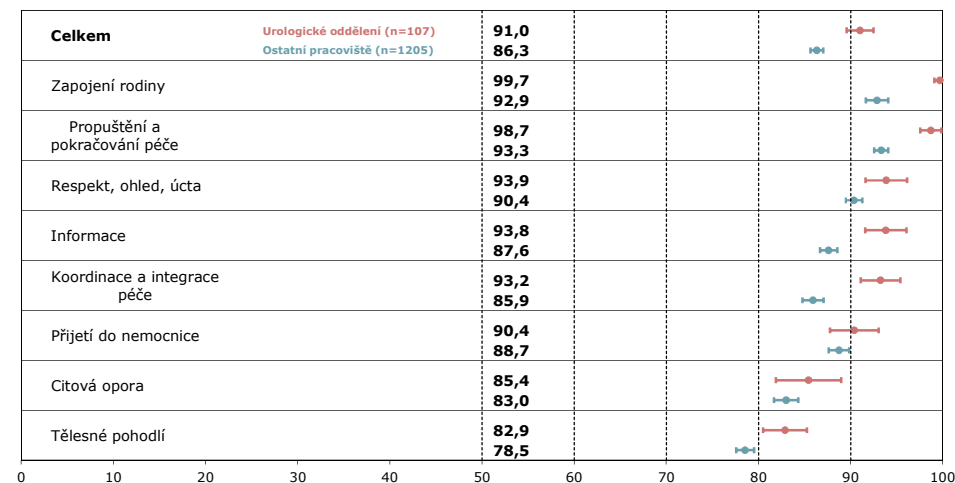 Celkem
Urologické oddělení (n=107)
91,0
Ostatní pracoviště (n=1205)
86,3
Zapojení rodiny
99,7
92,9
Propuštění a
pokračování péče
98,7
93,3
Respekt, ohled, úcta
93,9
90,4
Informace
93,8
87,6
Koordinace a integrace
péče
93,2
85,9
Přijetí do nemocnice
90,4
88,7
Citová opora
85,4
83,0
Tělesné pohodlí
82,9
78,5
0 10 20 30 40 50 60 70 80 90 100